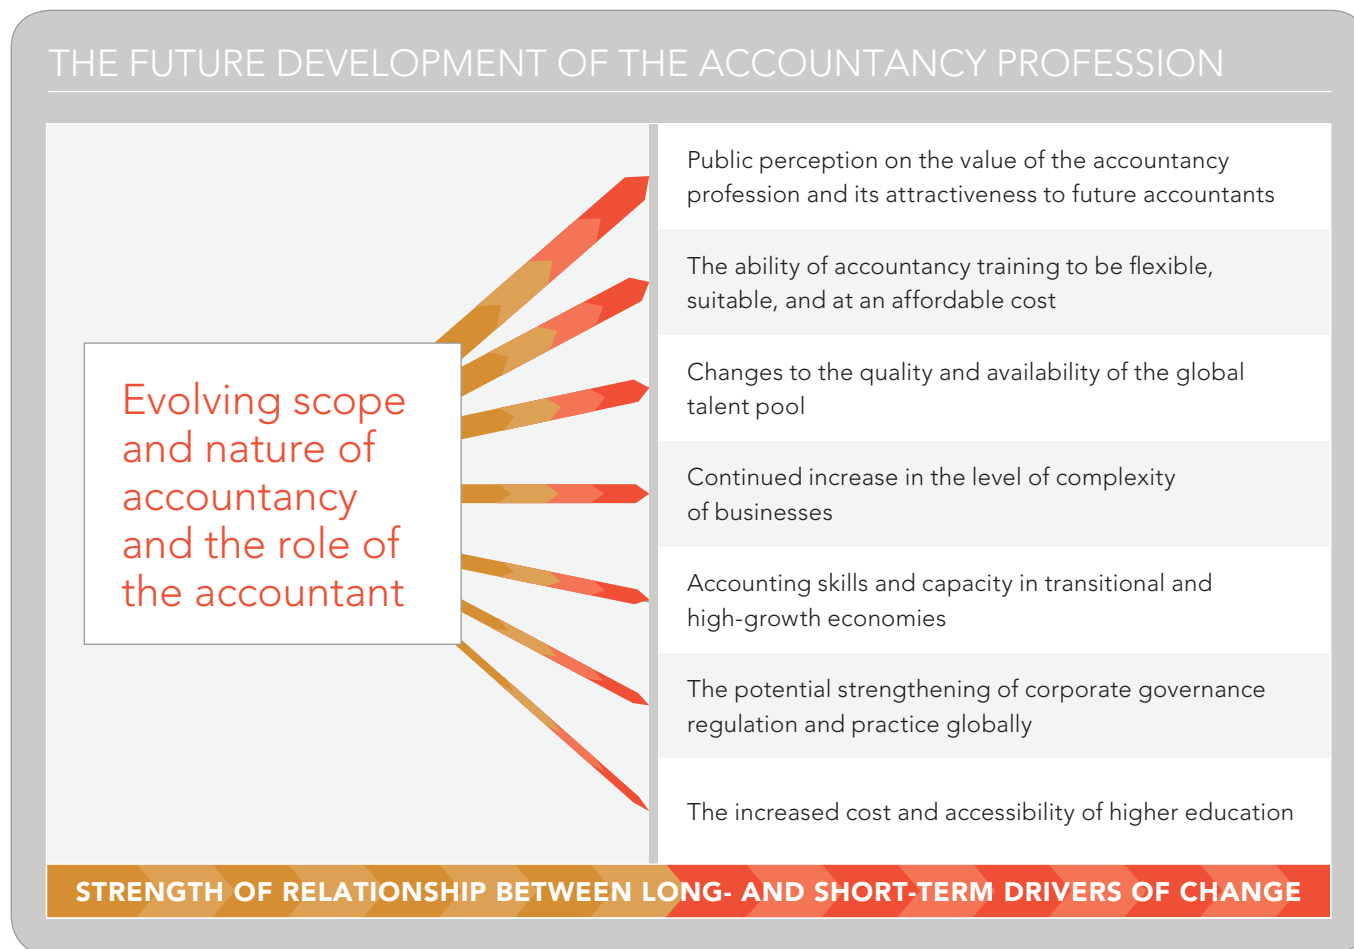 THE FUTURE DEVELOPMENT OF THE ACCOUNTANCY PROFESSION
Evolving scope
and nature of
accountancy
and the role of
the accountant
Public perception on the value of the accountancy
profession and its attractiveness to future accountants
The ability of accountancy training to be flexible,
suitable, and at an affordable cost
Changes to the quality and availability of the global
talent pool
Continued increase in the level of complexity
of businesses
Accounting skills and capacity in transitional and
high-growth economies
The potential strengthening of corporate governance
regulation and practice globally
The increased cost and accessibility of higher education
STRENGTH OF RELATIONSHIP BETWEEN LONG- AND SHORT-TERM DRIVERS OF CHANGE